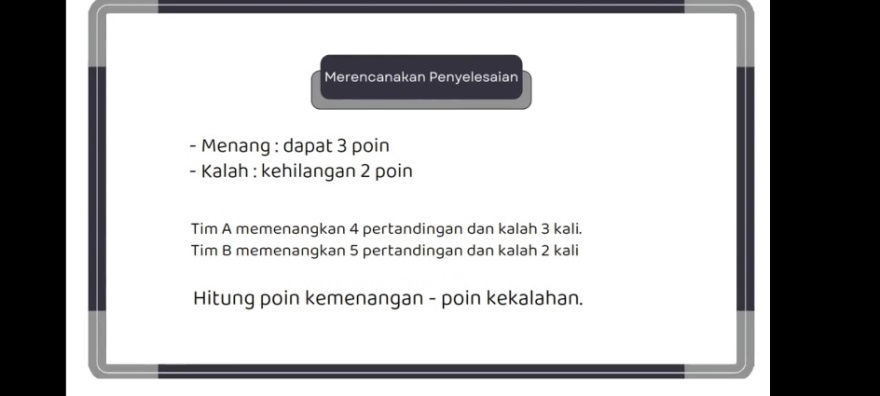 Merencanakan Penyelesaian
- Menang : dapat 3 poin
- Kalah : kehilangan 2 poin
Tim A memenangkan 4 pertandingan dan kalah 3 kali.
Tim B memenangkan 5 pertandingan dan kalah 2 kali
Hitung poin kemenangan - poin kekalahan.